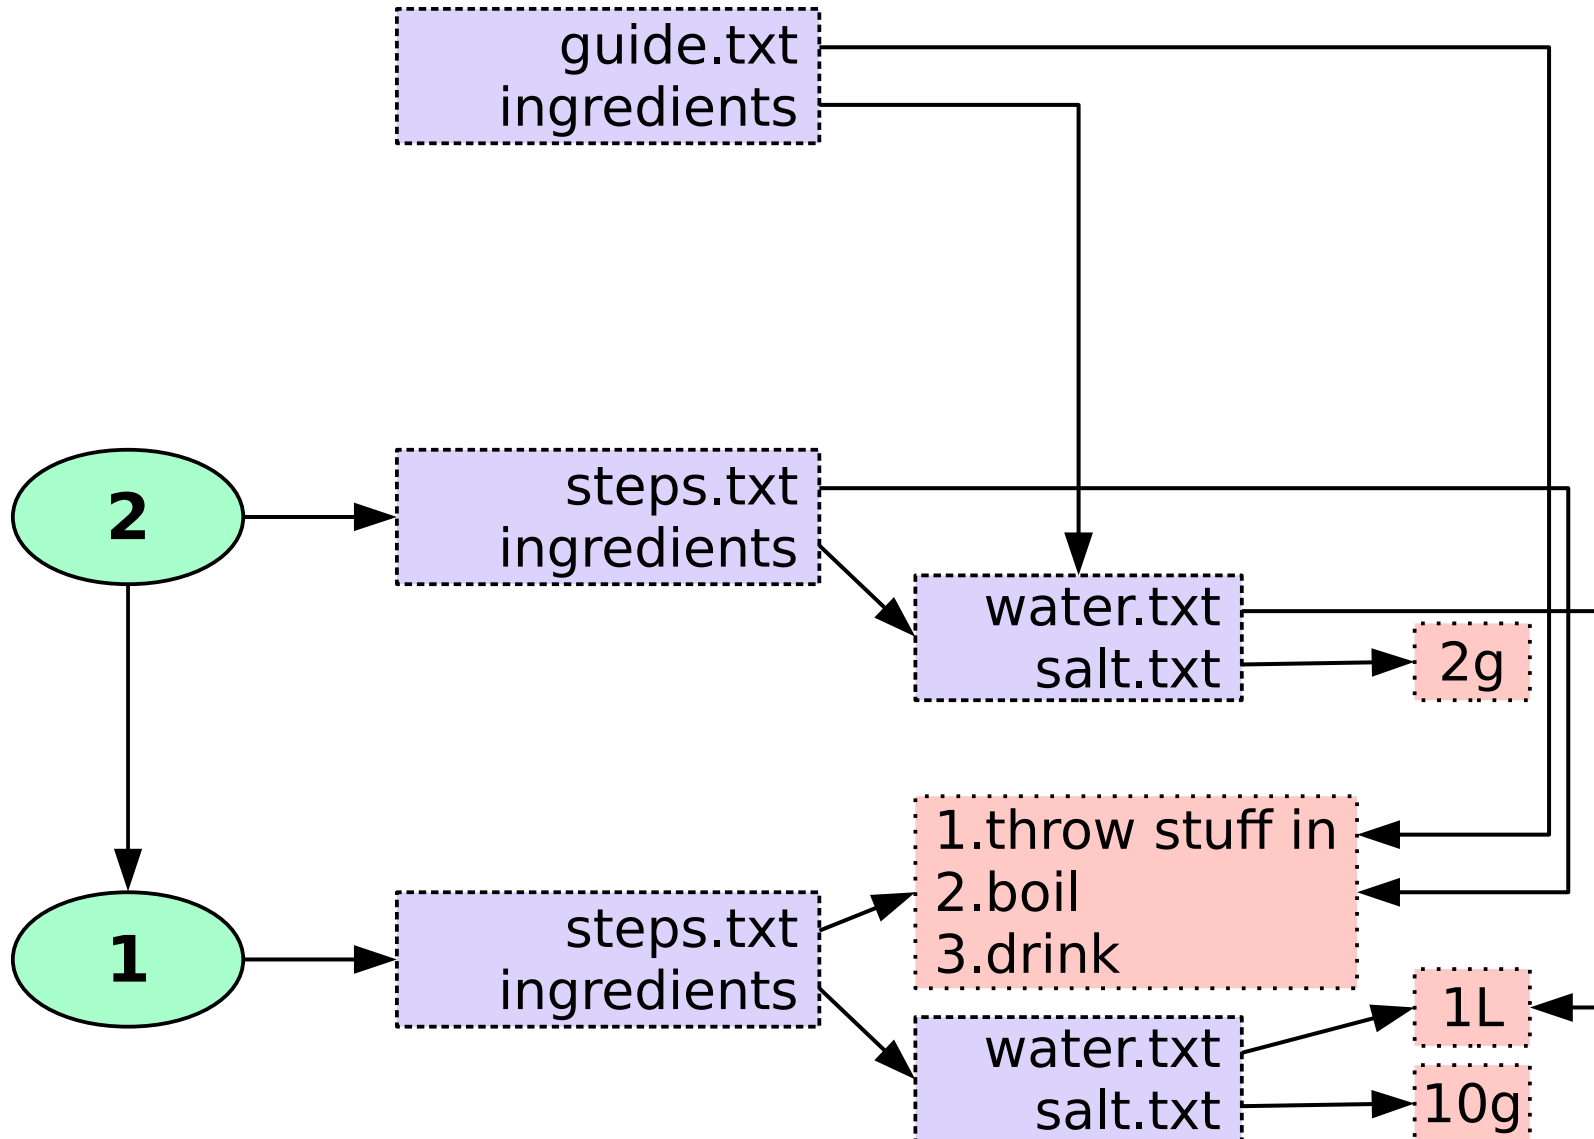 guide.txt
ingredients
2
steps.txt
ingredients
water.txt
salt.txt
2g
1.throw stuff in
2.boil
3.drink
1
steps.txt
ingredients
1L
water.txt
salt.txt
10g